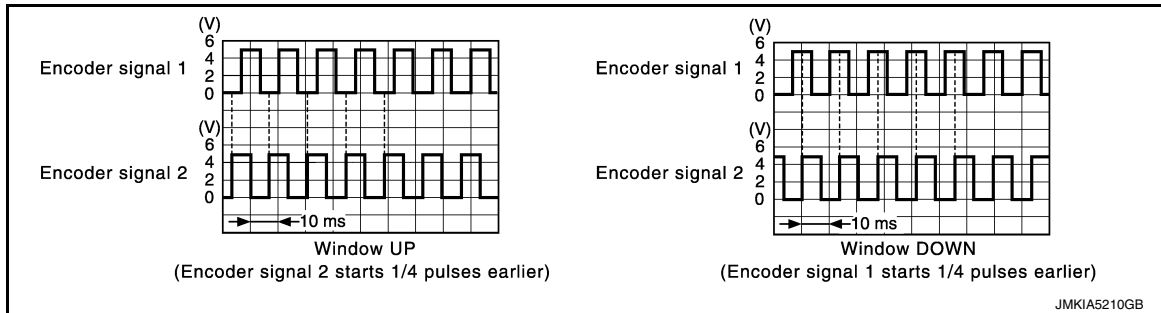 (V)
6
4
2
0
Encoder signal 1
(V)
6
4
2
0
Encoder signal 2
10 ms
Window UP
(Encoder signal 2 starts 1/4 pulses earlier)
(V)
6
4
2
0
Encoder signal 1
(V)
6
4
2
0
Encoder signal 2
10 ms
Window DOWN
(Encoder signal 1 starts 1/4 pulses earlier)
JMKIA5210GB